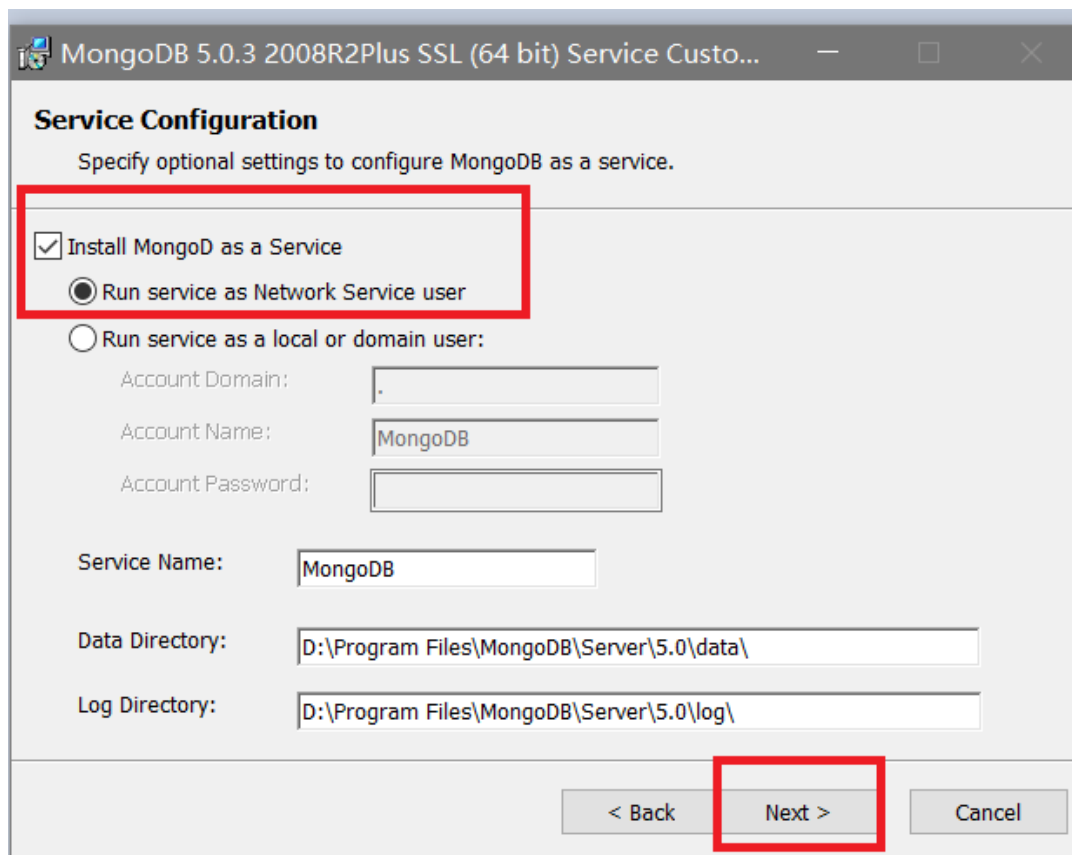 MongoDB 5.0.3 2008R2Plus SSL (64 bit) Service Custo...
Service Configuration
Specify optional settings to configure MongoDB as a service.
Install MongoD as a Service
Run service as Network Service user
Run service as a local or domain user:
Account Domain:
.
Account Name:
MongoDB
Account Password:
Service Name:
MongoDB
Data Directory:
D:\Program Files\MongoDB\Server\5.0\data\
Log Directory:
D:\Program Files\MongoDB\Server\5.0\log\
< Back
Next >
Cancel